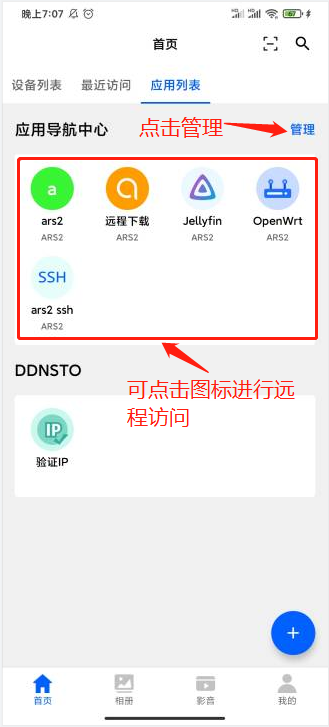 晚上7:07
67
首页
设备列表 最近访问 应用列表
应用导航中心 点击管理 管理
a
ars2 远程下载 Jellyfin OpenWrt
ARS2 ARS2 ARS2 ARS2
SSH
ars2 ssh
ARS2
DDNSTO
可点击图标进行远
程访问
IP
验证IP
首页 相册 影音 我的